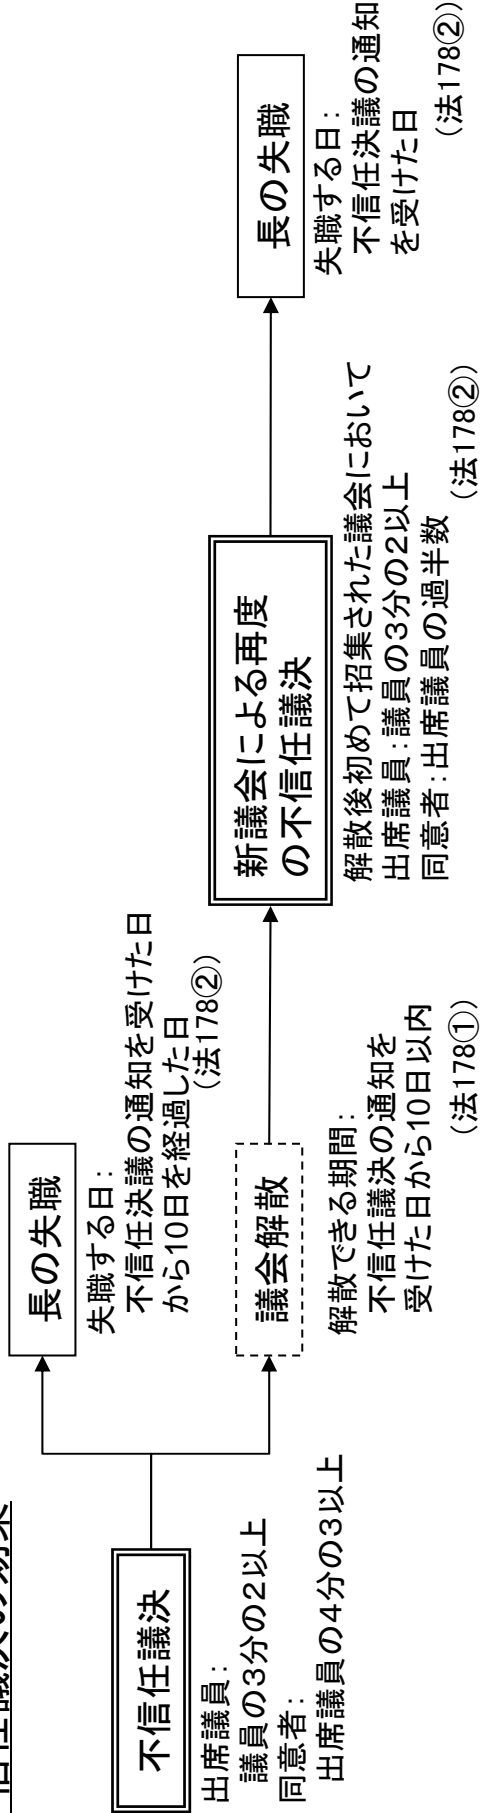 信任議決の効果
不信任議決
出席議員：
議員の3分の2以上
同意者：
出席議員の4分の3以上
長の失職
失職する日：
不信任決議の通知を受けた日
から10日を経過した日
（法178②）
議会解散
解散できる期間：
不信任議決の通知を
受けた日から10日以内
（法178①）
新議会による再度
の不信任議決
解散後初めて招集された議会において
出席議員：議員の3分の2以上
同意者：出席議員の過半数
（法178②）
長の失職
失職する日：
不信任決議の通知
を受けた日
（法178②）